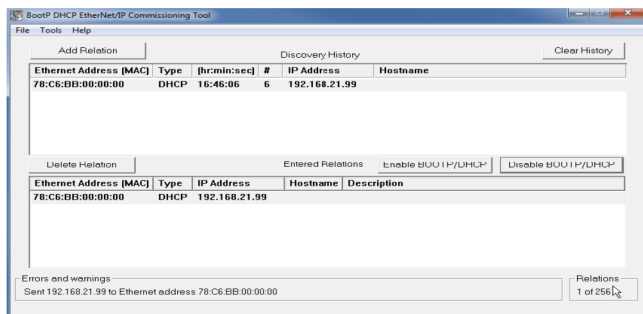 BootP DHCP EtherNet/IP Commissioning Tool
File Tools Help
Add Relation
Discovery History
Clear History
Ethernet Address (MAC) Type (hr:min:sec) # IP Address Hostname
78:C6:BB:00:00:00 DHCP 16:46:06 6 192.168.21.99
Delete Relation
Entered Relations
Enable BOOTP/DHCP
Disable BOOTP/DHCP
Ethernet Address (MAC) Type IP Address Hostname Description
78:C6:BB:00:00:00 DHCP 192.168.21.99
Errors and warnings
Sent 192.168.21.99 to Ethernet address 78:C6:BB:00:00:00
Relations
1 of 256